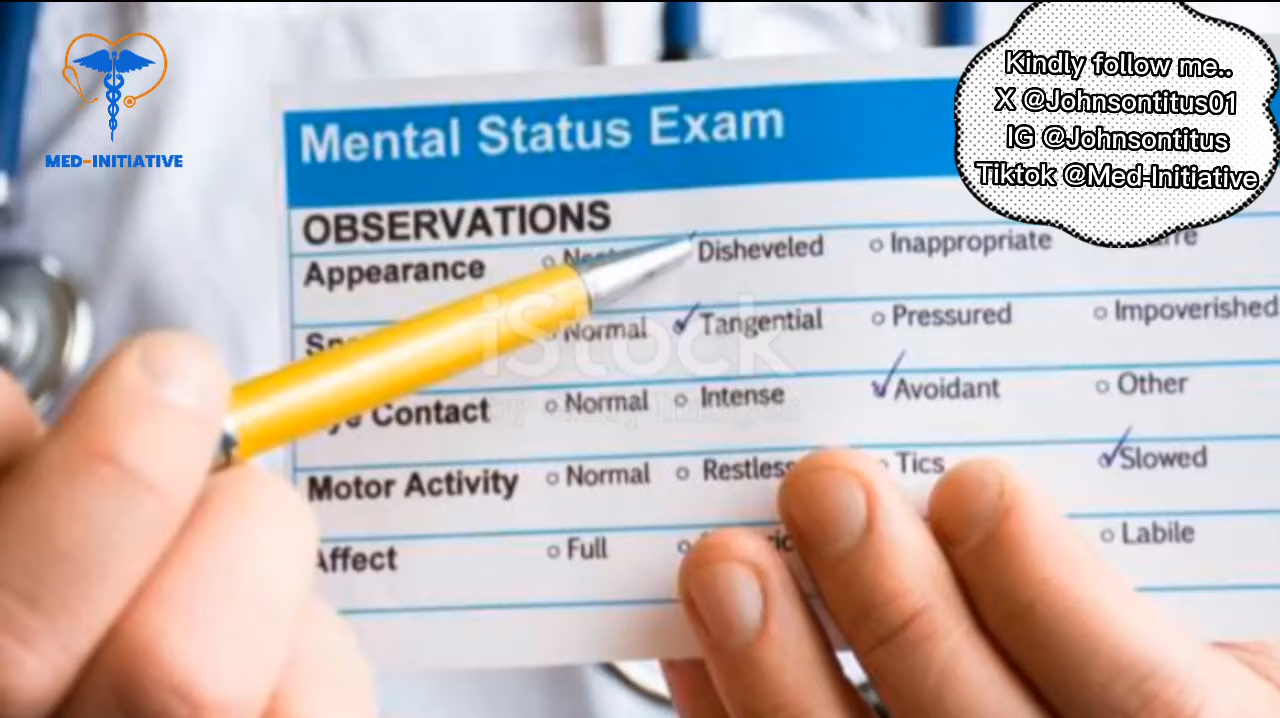 MED-INITIATIVE
Kindly follow me..
X @Johnsontitus01
IG @Johnsontitus
Tiktok @Med-Initiative
Mental Status Exam
OBSERVATIONS
Appearance Disheveled Inappropriate
Normal ✓ Tangential Pressured Impoverished
Contact Normal Intense ✓ Avoidant Other
Motor Activity Normal Restless Tics ✓ Slowed
Affect Full Labile
iStock